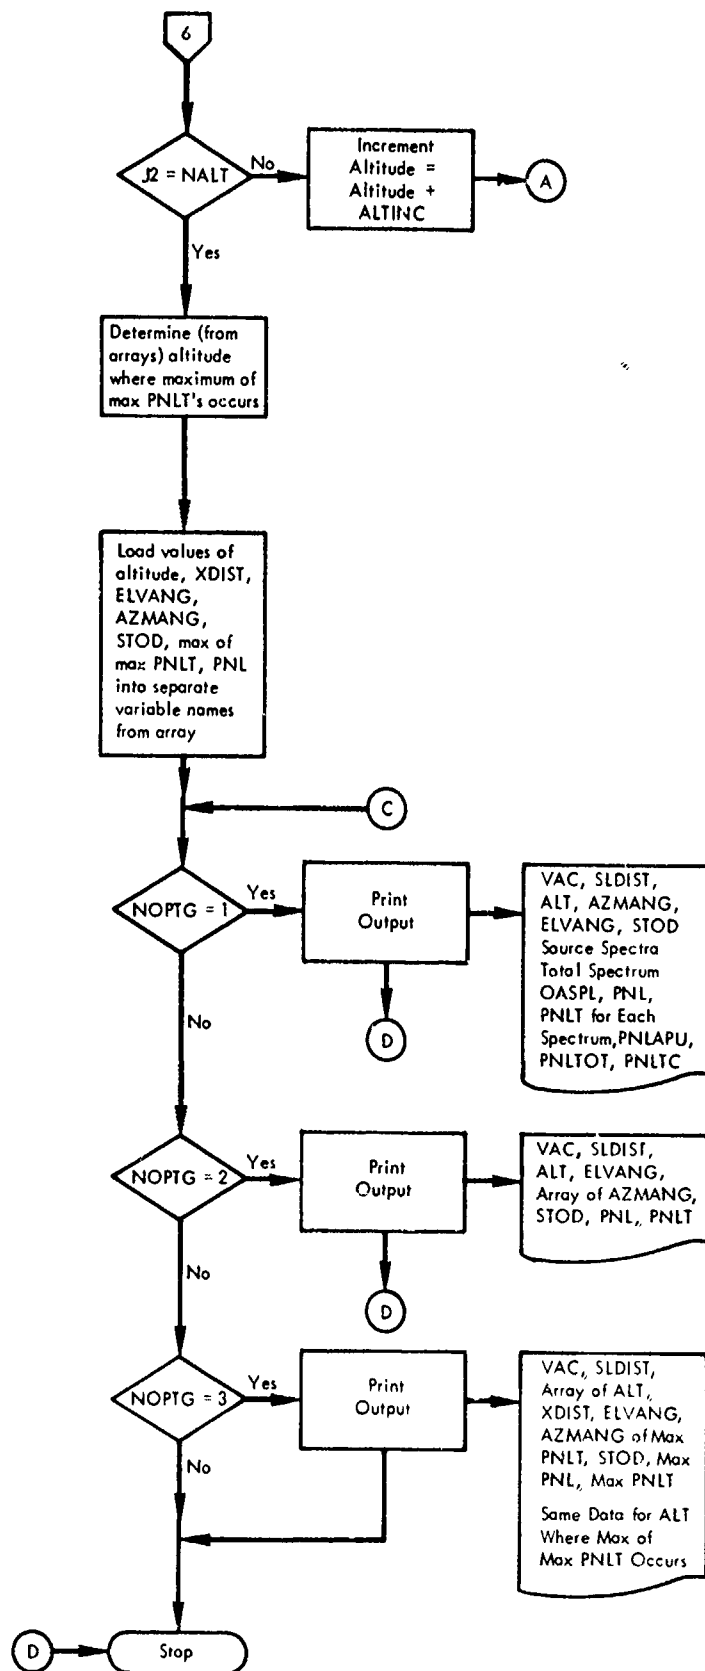 6
J2 = NALT
No
Increment
Altitude =
Altitude +
ALTINC
A
Yes
Determine (from
arrays) altitude
where maximum of
max PNLT's occurs
Load values of
altitude, XDIST,
ELVANG,
AZMANG,
STOD, max of
max PNLT, PNL
into separate
variable names
from array
C
NOPTG = 1
Yes
Print
Output
VAC, SLDIST,
ALT, AZMANG,
ELVANG, STOD
Source Spectra
Total Spectrum
OASPL, PNL,
PNLT for Each
Spectrum, PNLAPU,
PNLTOT, PNLTC
D
No
NOPTG = 2
Yes
Print
Output
VAC, SLDIST,
ALT, ELVANG,
Array of AZMANG,
STOD, PNL, PNLT
D
No
NOPTG = 3
Yes
Print
Output
VAC, SLDIST,
Array of ALT,
XDIST, ELVANG,
AZMANG of Max
PNLT, STOD, Max
PNL, Max PNLT
Same Data for ALT
Where Max of
Max PNLT Occurs
No
D
Stop